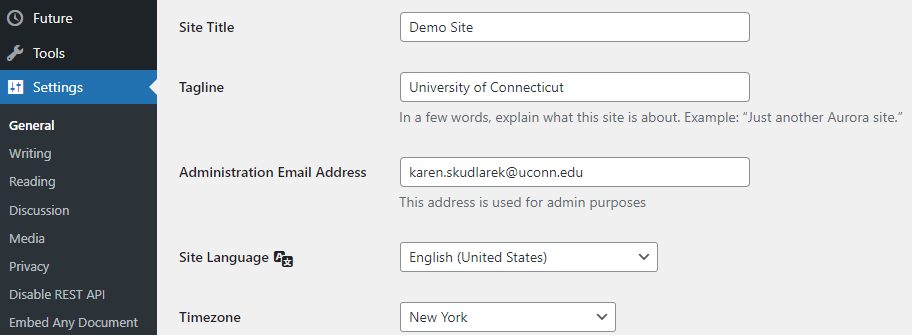 Future
Tools
Settings
General
Writing
Reading
Discussion
Media
Privacy
Disable REST API
Embed Any Document
Site Title
Demo Site
Tagline
University of Connecticut
In a few words, explain what this site is about. Example: “Just another Aurora site.”
Administration Email Address
karen.skudlarek@uconn.edu
This address is used for admin purposes
Site Language
English (United States)
Timezone
New York